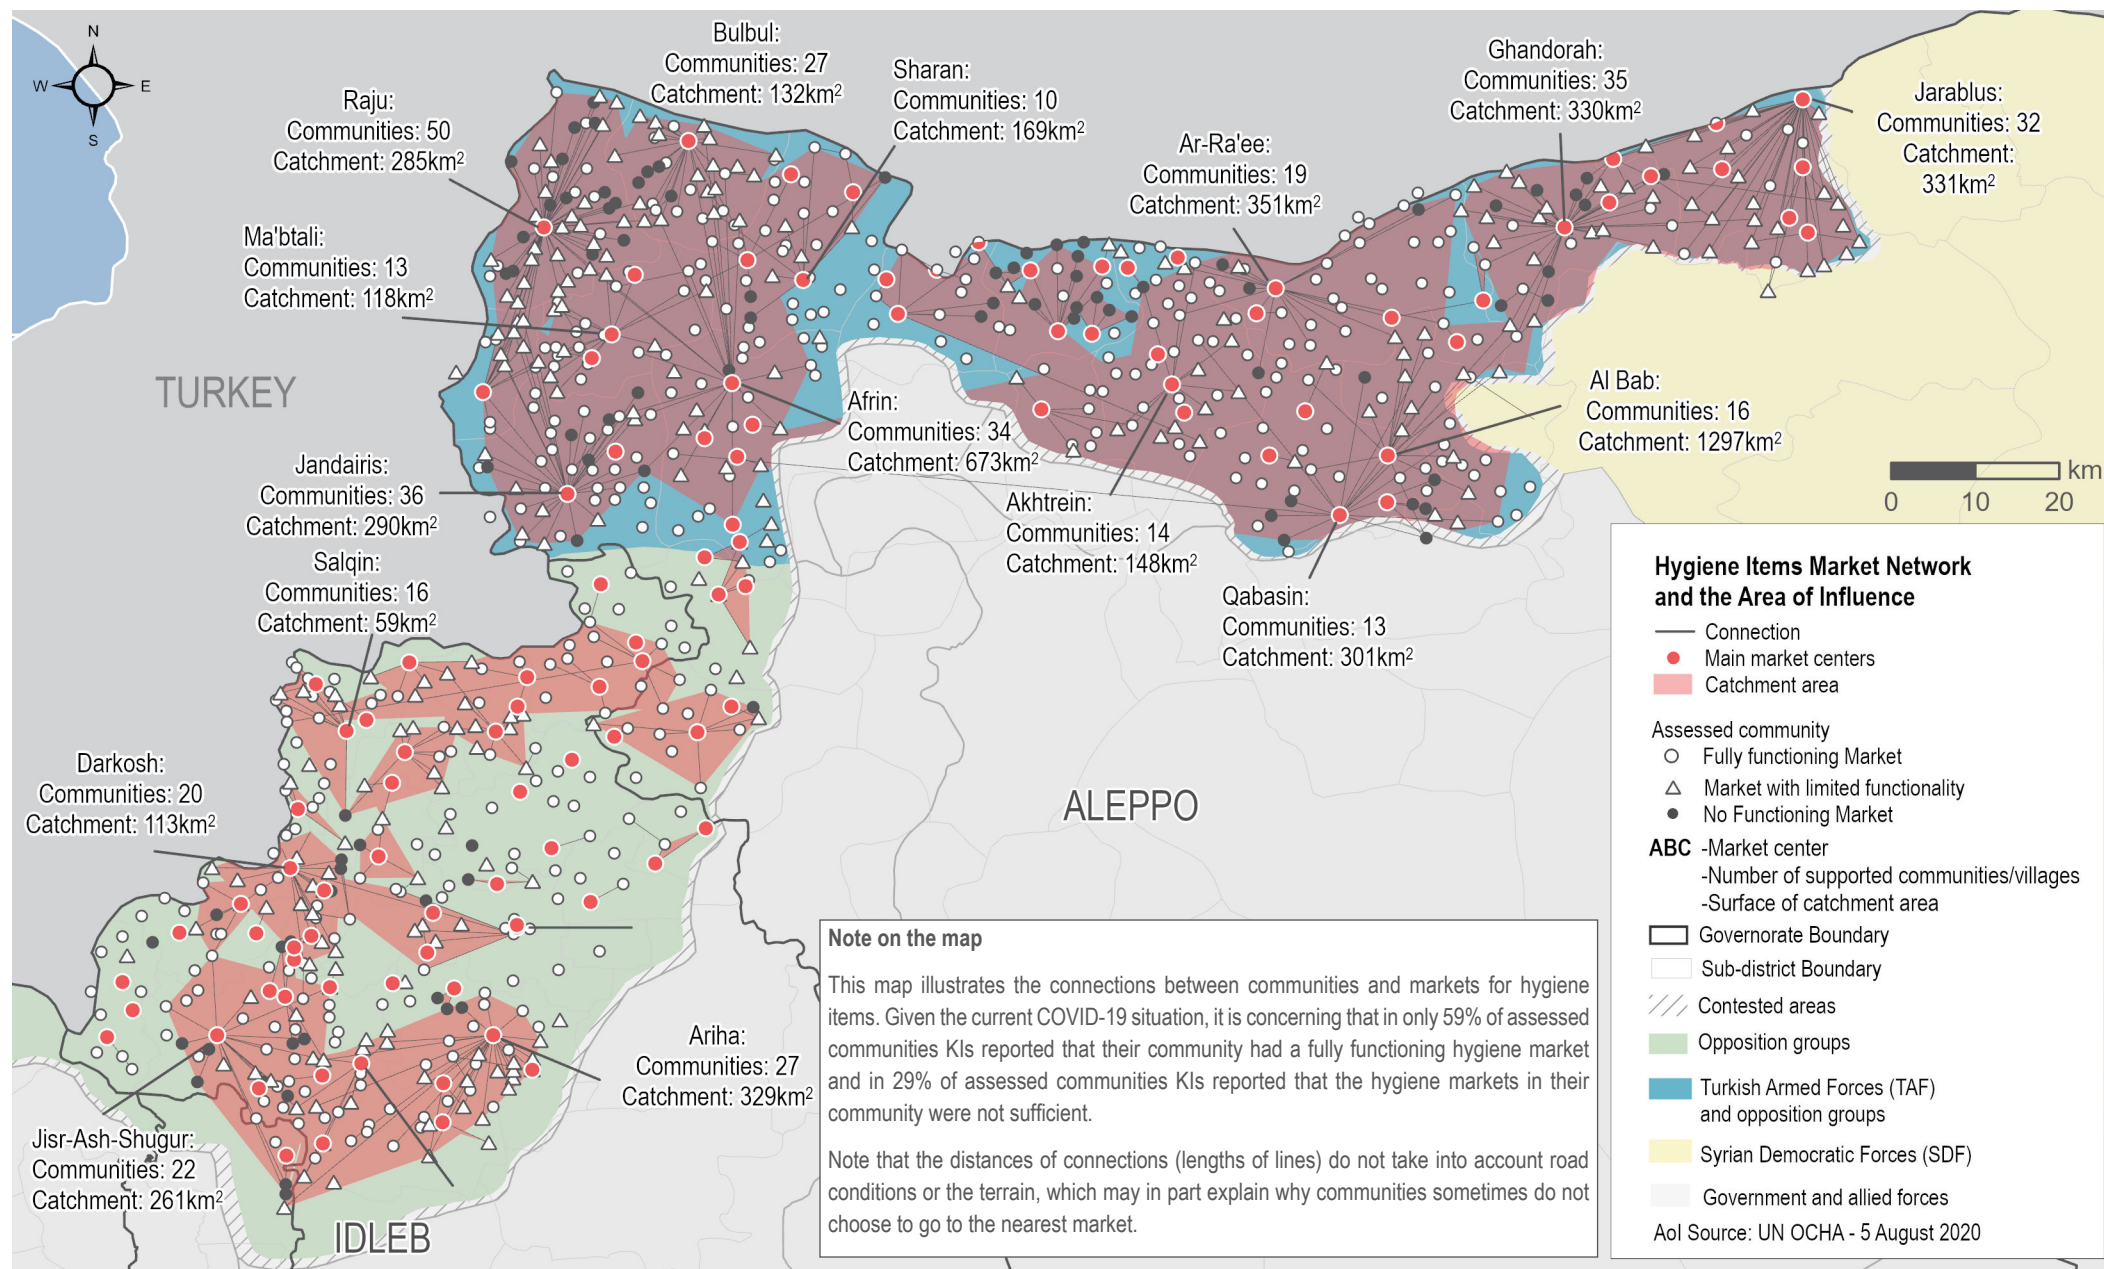 N
W
E
S
Bulbul:
Communities: 27
Catchment: 132km²
Sharan:
Communities: 10
Catchment: 169km²
Raju:
Communities: 50
Catchment: 285km²
Ghandorah:
Communities: 35
Catchment: 330km²
Jarablus:
Communities: 32
Catchment:
331km²
Ar-Ra'ee:
Communities: 19
Catchment: 351km²
Ma'btali:
Communities: 13
Catchment: 118km²
TURKEY
Afrin:
Communities: 34
Catchment: 673km²
Al Bab:
Communities: 16
Catchment: 1297km²
Jandairis:
Communities: 36
Catchment: 290km²
Akhtrein:
Communities: 14
Catchment: 148km²
Salqin:
Communities: 16
Catchment: 59km²
Qabasin:
Communities: 13
Catchment: 301km²
km
0 10 20
Darkosh:
Communities: 20
Catchment: 113km²
ALEPPO
Ariha:
Communities: 27
Catchment: 329km²
Jisr-Ash-Shugur:
Communities: 22
Catchment: 261km²
IDLEB
Note on the map
This map illustrates the connections between communities and markets for hygiene
items. Given the current COVID-19 situation, it is concerning that in only 59% of assessed
communities KIs reported that their community had a fully functioning hygiene market
and in 29% of assessed communities KIs reported that the hygiene markets in their
community were not sufficient.
Note that the distances of connections (lengths of lines) do not take into account road
conditions or the terrain, which may in part explain why communities sometimes do not
choose to go to the nearest market.
Hygiene Items Market Network
and the Area of Influence
Connection
Main market centers
Catchment area
Assessed community
Fully functioning Market
Market with limited functionality
No Functioning Market
ABC -Market center
-Number of supported communities/villages
-Surface of catchment area
Governorate Boundary
Sub-district Boundary
Contested areas
Opposition groups
Turkish Armed Forces (TAF)
and opposition groups
Syrian Democratic Forces (SDF)
Government and allied forces
AoI Source: UN OCHA - 5 August 2020